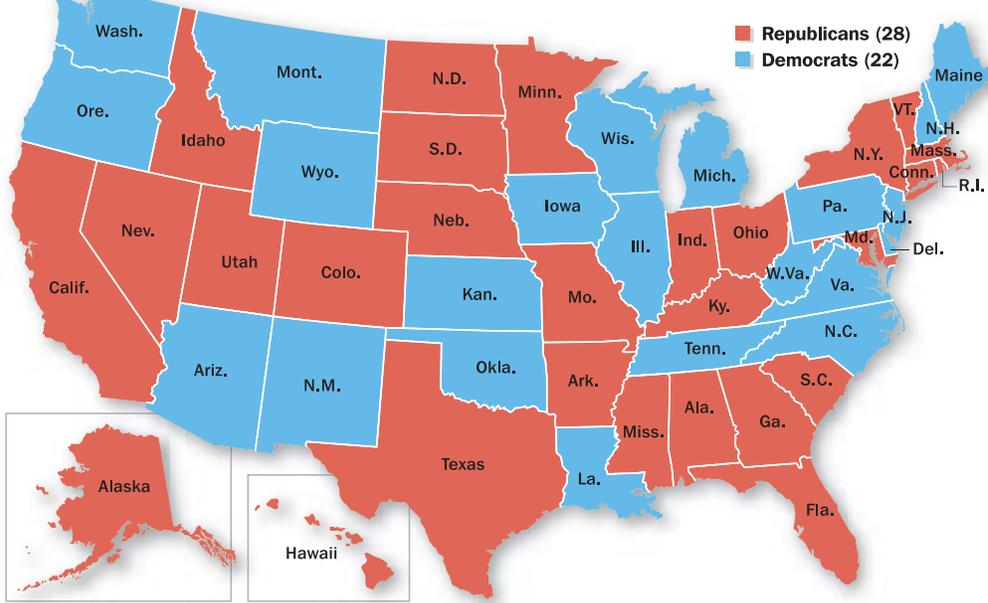 Republicans (28)
Democrats (22)
Wash.
Mont.
N.D.
Minn.
Maine
Ore.
Idaho
Wis.
VT.
N.H.
S.D.
N.Y.
Mass.
Wyo.
Mich.
Conn.
R.I.
Nev.
Neb.
Iowa
Pa.
N.J.
Utah
Colo.
Ill.
Ind.
Ohio
Md.
Del.
Calif.
Kan.
Mo.
W.Va.
Va.
Ky.
N.C.
Tenn.
Ariz.
N.M.
Okla.
Ark.
S.C.
Ala.
Ga.
Miss.
Texas
La.
Alaska
Fla.
Hawaii